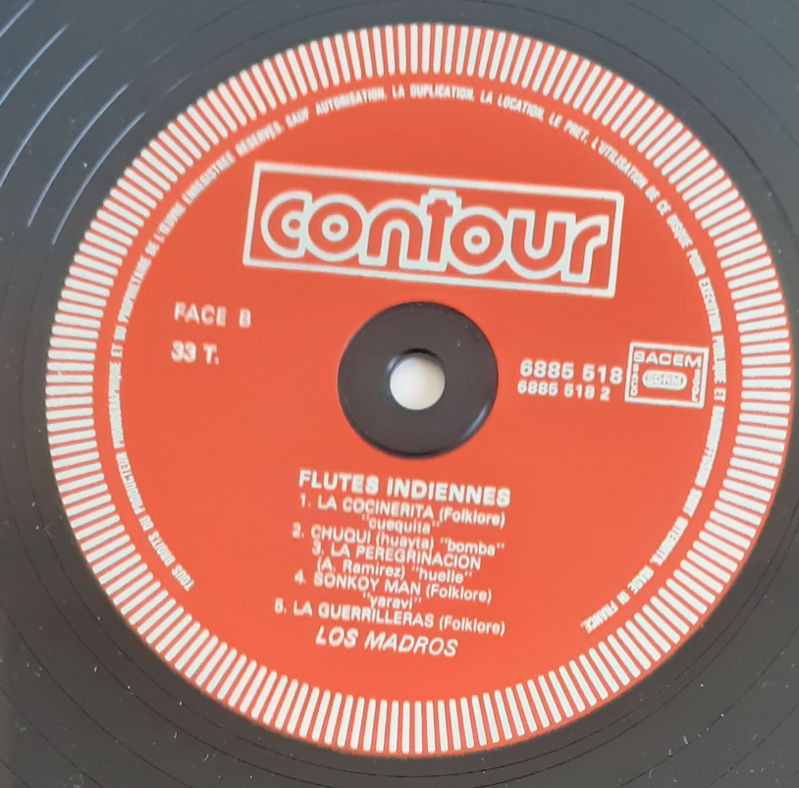 TOUS DROITS DU PRODUCTEUR PHONOGRAPHIQUE ET DU PROPRIETAIRE DE L'ŒUVRE ENREGISTREE RESERVES. SAUF AUTORISATION, LA DUPLICATION, LA LOCATION, LE PRET, L'UTILISATION DE CE DISQUE POUR EXECUTION PUBLIQUE ET RADIODIFFUSION SONT INTERDITS. MADE IN FRANCE.
contour
FACE B
33 T.
6885 518
6885 518 2
SACEM
SACD
SDRM
SGDL
FLUTES INDIENNES
1. LA COCINERITA (Folklore)
"cuequita"
2. CHUQUI (huayta) "bomba"
3. LA PEREGRINACION
(A. Ramirez) "huelle"
4. SONKOY MAN (Folklore)
"yaravi"
5. LA GUERRILLERAS (Folklore)
LOS MADROS